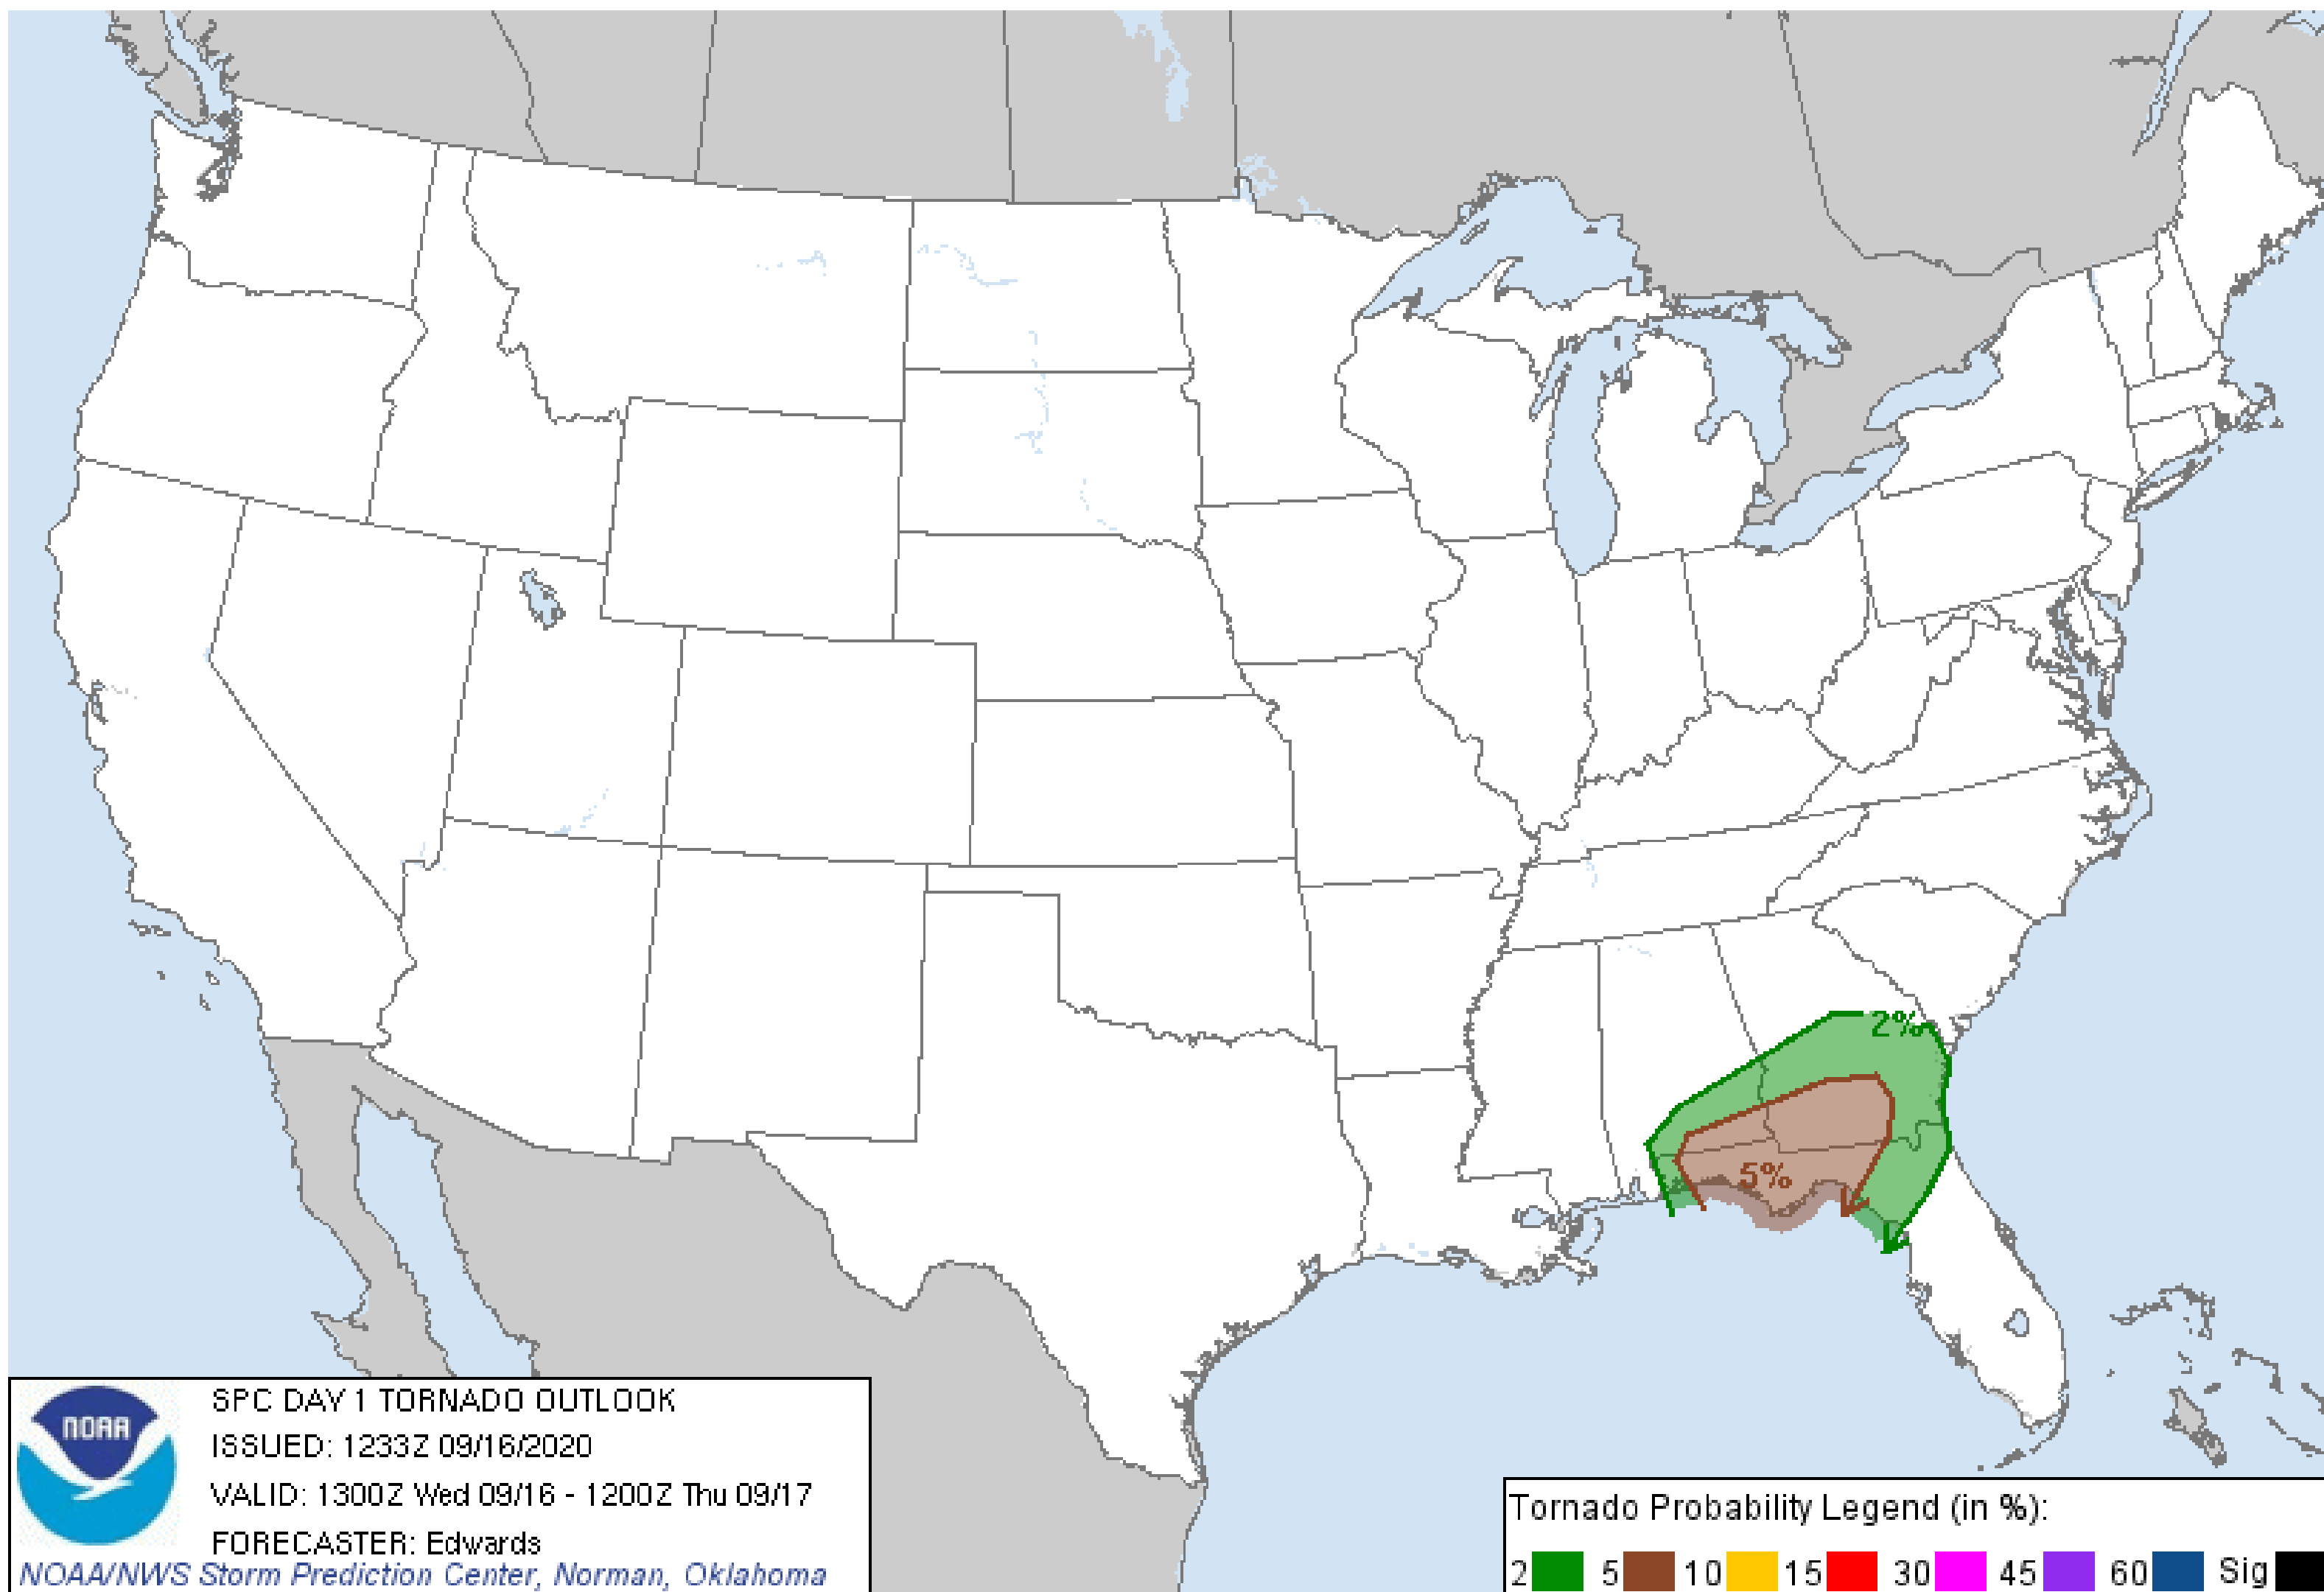 2%
5%
NOAA
SPC DAY 1 TORNADO OUTLOOK
ISSUED: 1233Z 09/16/2020
VALID: 1300Z Wed 09/16 - 1200Z Thu 09/17
FORECASTER: Edwards
NOAA/NWS Storm Prediction Center, Norman, Oklahoma
Tornado Probability Legend (in %):
2 5 10 15 30 45 60 Sig